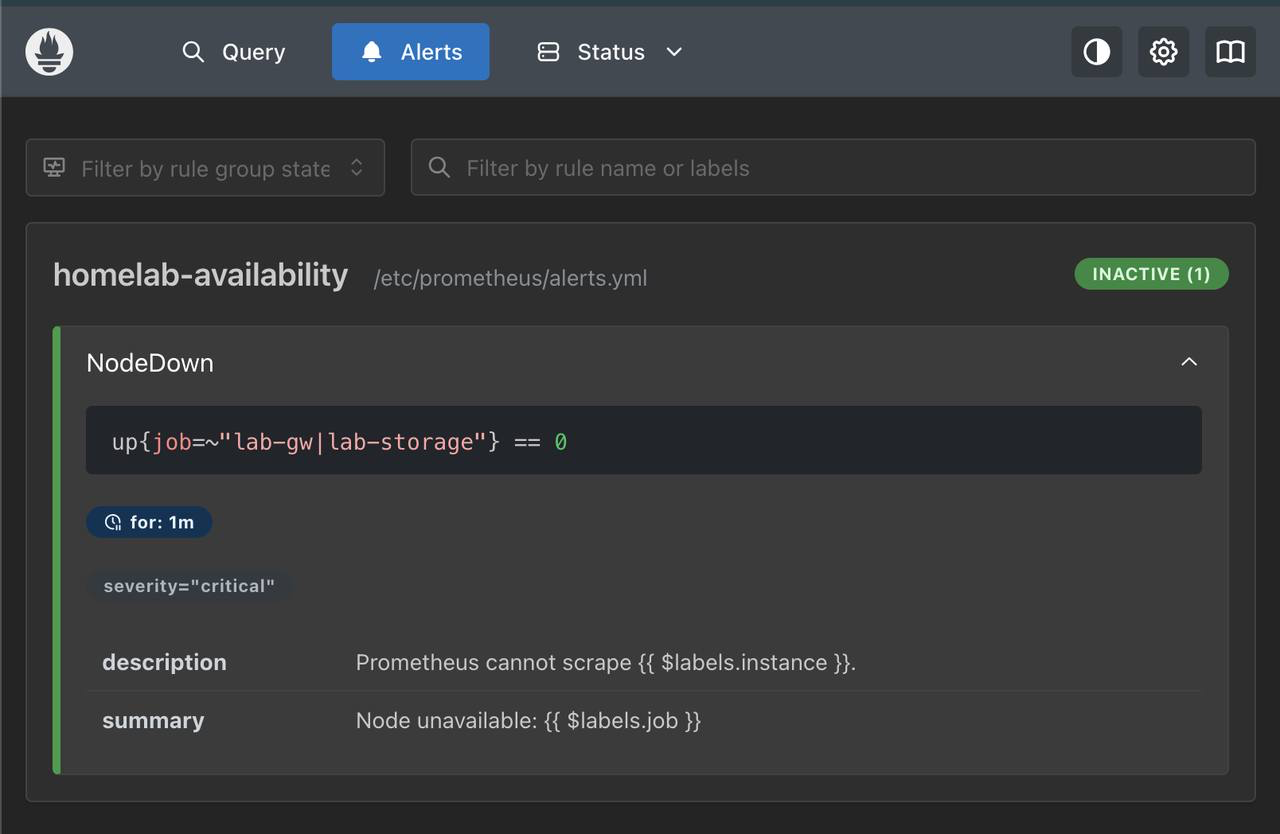 Query
Alerts
Status
Filter by rule group state
Filter by rule name or labels
homelab-availability /etc/prometheus/alerts.yml INACTIVE (1)
NodeDown
up{job=~"lab-gw|lab-storage"} == 0
for: 1m
severity="critical"
description Prometheus cannot scrape {{ $labels.instance }}.
summary Node unavailable: {{ $labels.job }}